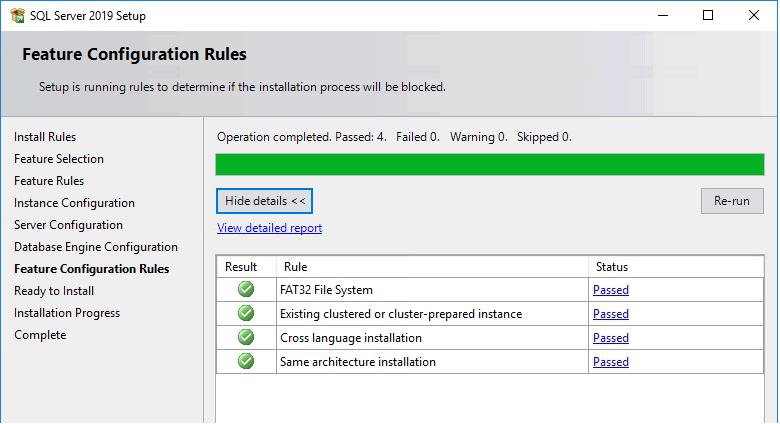 SQL Server 2019 Setup
Feature Configuration Rules
Setup is running rules to determine if the installation process will be blocked.
Install Rules
Feature Selection
Feature Rules
Instance Configuration
Server Configuration
Database Engine Configuration
Feature Configuration Rules
Ready to Install
Installation Progress
Complete
Operation completed. Passed: 4. Failed 0. Warning 0. Skipped 0.
Hide details <<
Re-run
View detailed report
Result Rule Status
FAT32 File System Passed
Existing clustered or cluster-prepared instance Passed
Cross language installation Passed
Same architecture installation Passed